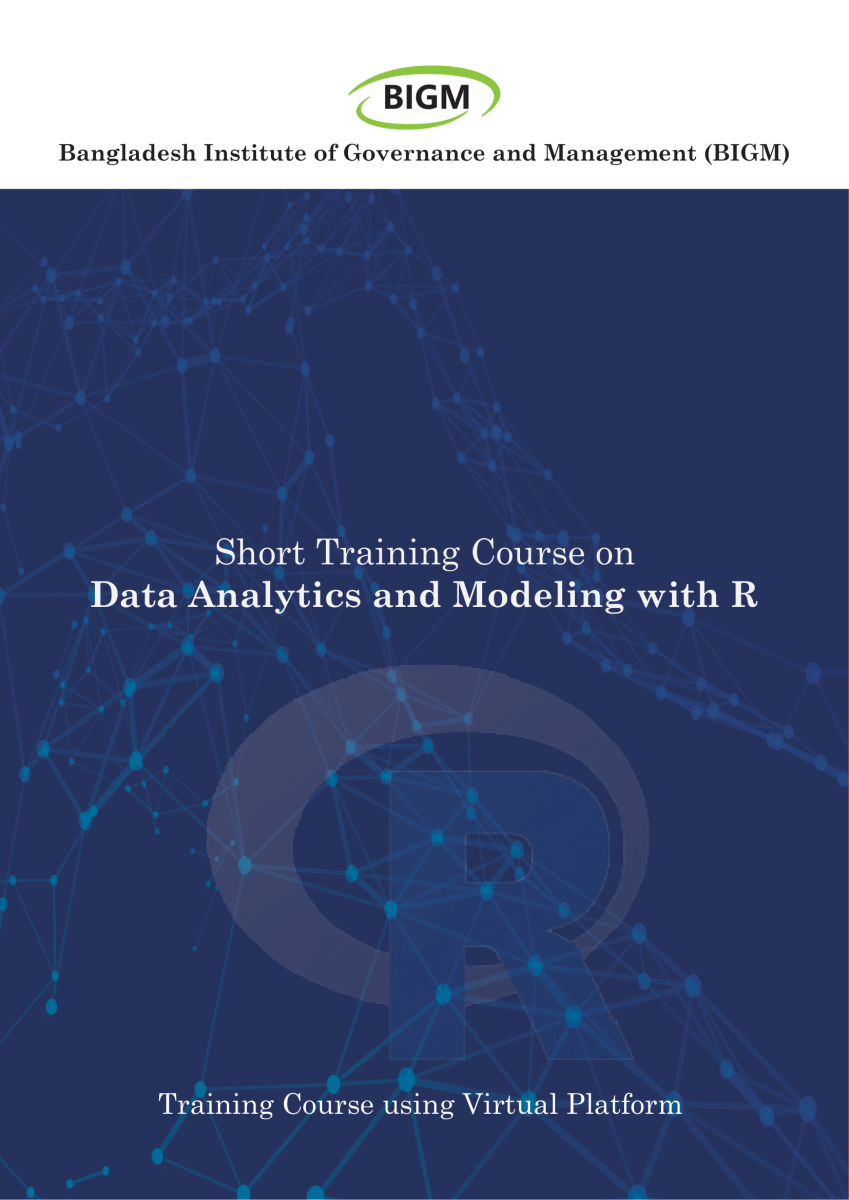 BIGM
Bangladesh Institute of Governance and Management (BIGM)
Short Training Course on
Data Analytics and Modeling with R
R
Training Course using Virtual Platform